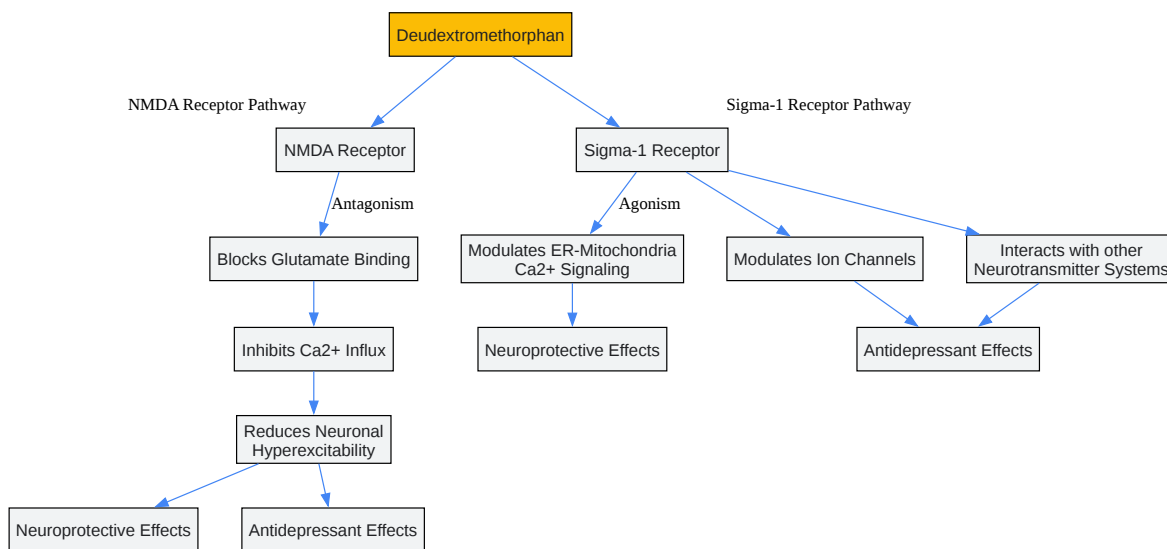 Deudextromethorphan
NMDA Receptor Pathway
Sigma-1 Receptor Pathway
NMDA Receptor
Sigma-1 Receptor
Antagonism
Agonism
Blocks Glutamate Binding
Modulates ER-Mitochondria
Ca2+ Signaling
Modulates Ion Channels
Interacts with other
Neurotransmitter Systems
Inhibits Ca2+ Influx
Neuroprotective Effects
Antidepressant Effects
Reduces Neuronal
Hyperexcitability
Neuroprotective Effects
Antidepressant Effects